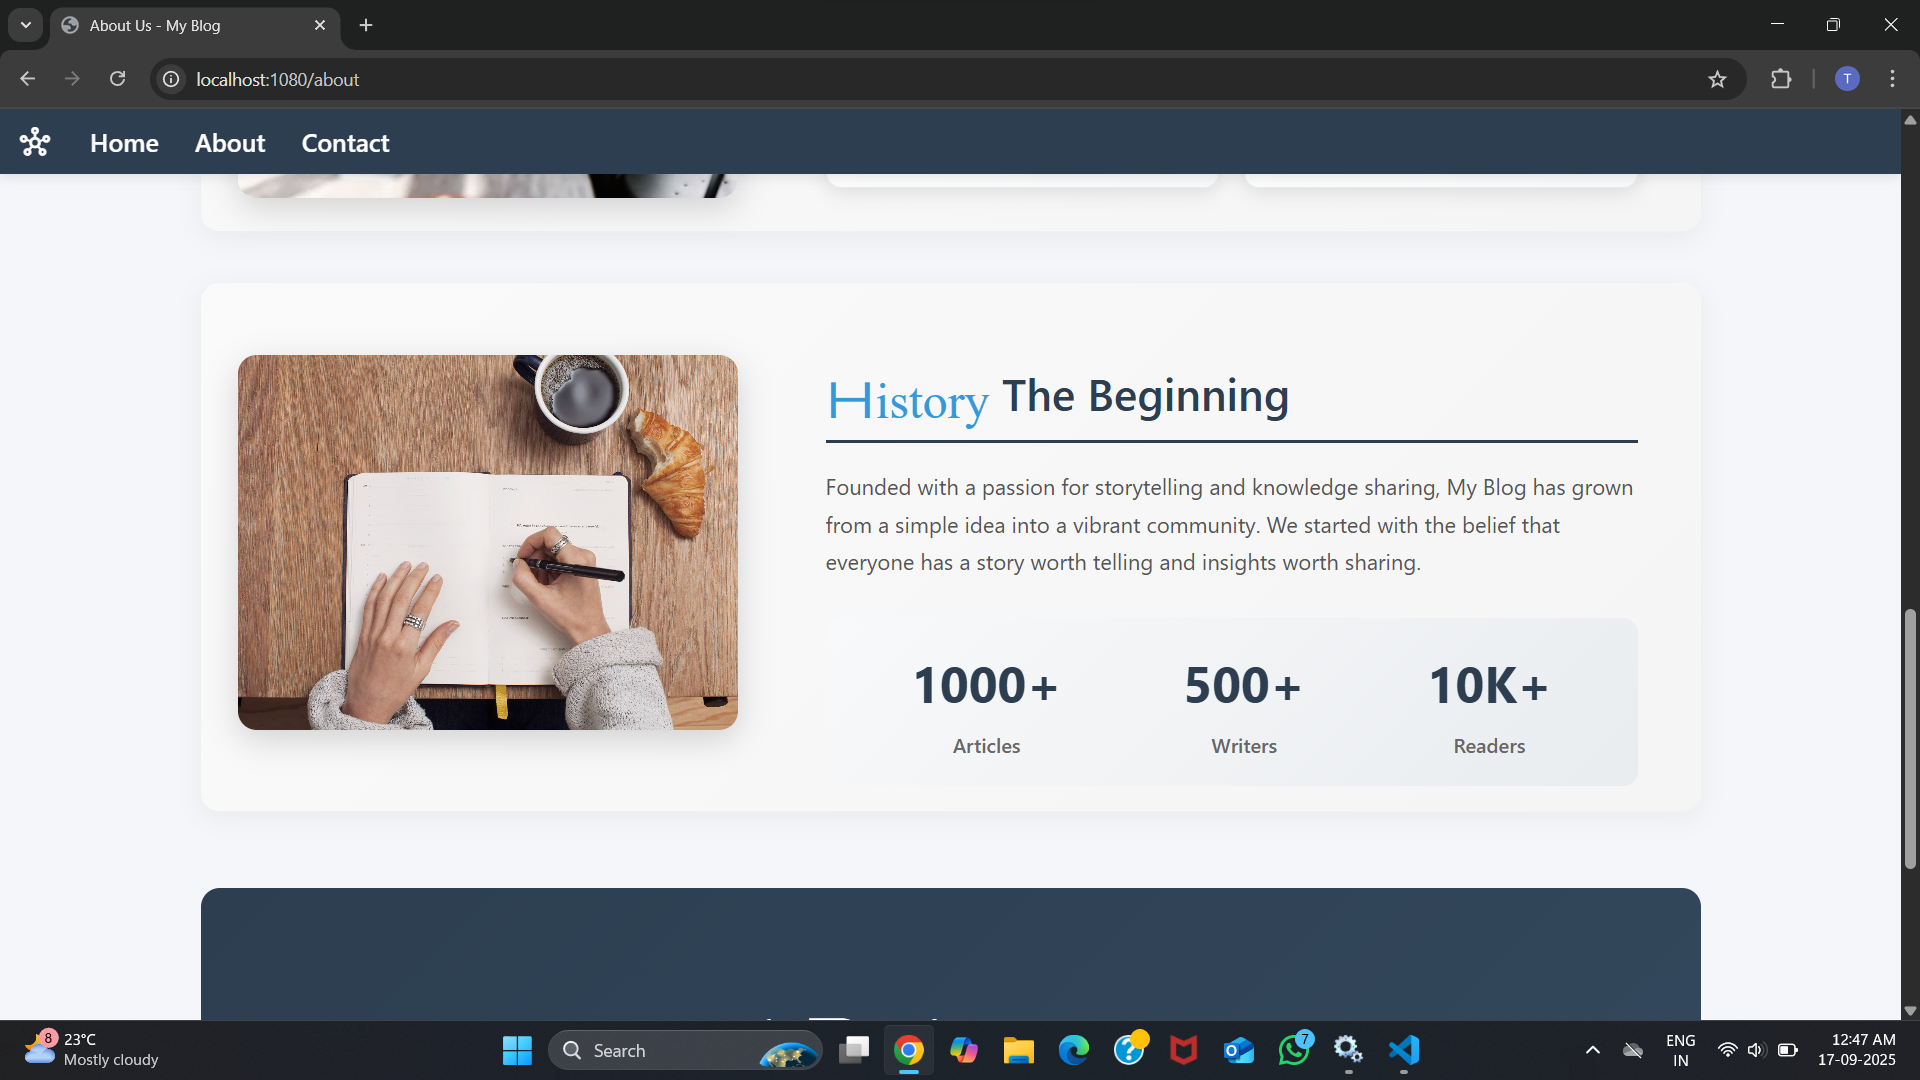 About Us - My Blog
localhost:1080/about
T
Home
About
Contact
History The Beginning
Founded with a passion for storytelling and knowledge sharing, My Blog has grown
from a simple idea into a vibrant community. We started with the belief that
everyone has a story worth telling and insights worth sharing.
1000+
500+
10K+
Articles
Writers
Readers
8
23°C
Mostly cloudy
Search
7
ENG
IN
12:47 AM
17-09-2025